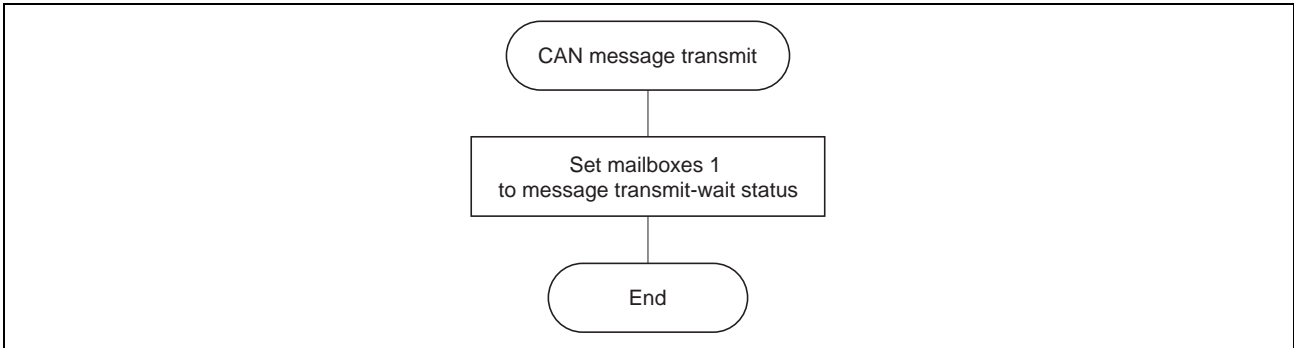 CAN message transmit
Set mailboxes 1
to message transmit-wait status
End